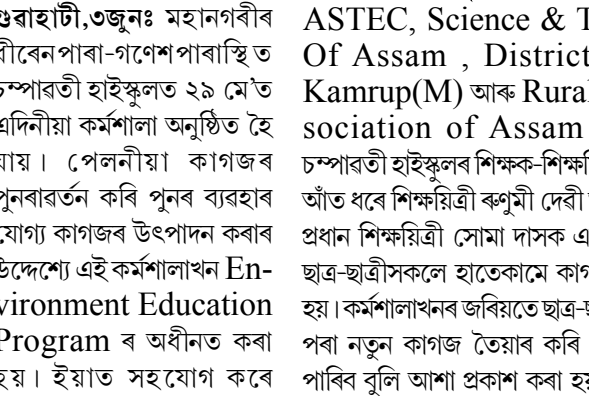 গুৱাহাটী,৩জুনঃ মহানগৰীৰ
বীৰেনপাৰা-গণেশপাৰাস্থিত
চম্পাৱতী হাইস্কুলত ২৯ মে'ত
এদিনীয়া কৰ্মশালা অনুষ্ঠিত হৈ
যায়। পেলনীয়া কাগজৰ
পুনৰাৱৰ্তন কৰি পুনৰ ব্যৱহাৰ
যোগ্য কাগজৰ উৎপাদন কৰাৰ
উদ্দেশ্যে এই কৰ্মশালাখন En-
vironment Education
Program ৰ অধীনত কৰা
হয়। ইয়াত সহযোগ কৰে
ASTEC, Science &
Of Assam , District
Kamrup(M) আৰু
sociation of Assam
চম্পাৱতী হাইস্কুলৰ
আঁত ধৰে শিক্ষয়িত্ৰী ৰুণুমী দেৱী
প্ৰধান শিক্ষয়িত্ৰী সোমা দাসক
ছাত্ৰ-ছাত্ৰীসকলে হাতেকামে
হয়। কৰ্মশালাখনৰ জৰিয়তে
পৰা নতুন কাগজ তৈয়াৰ কৰি
পাৰিব বুলি আশা প্ৰকাশ কৰা